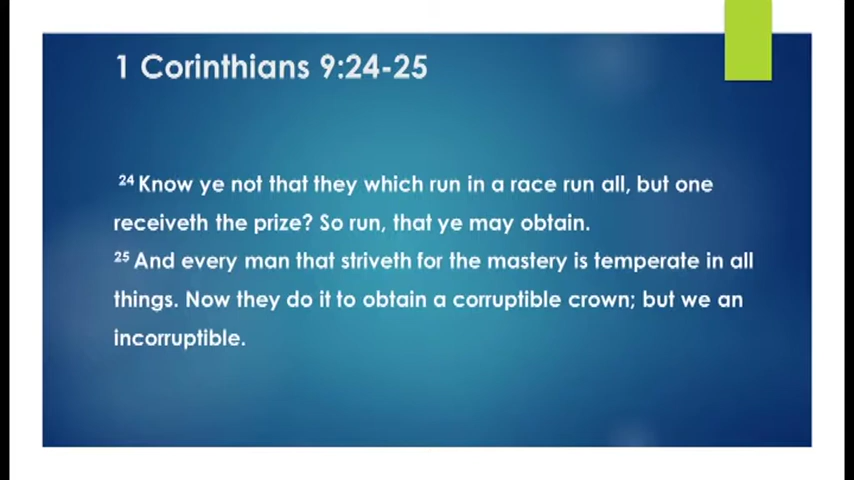 1 Corinthians 9:24-25
24 Know ye not that they which run in a race run all, but one
receiveth the prize? So run, that ye may obtain.
25 And every man that striveth for the mastery is temperate in all
things. Now they do it to obtain a corruptible crown; but we an
incorruptible.